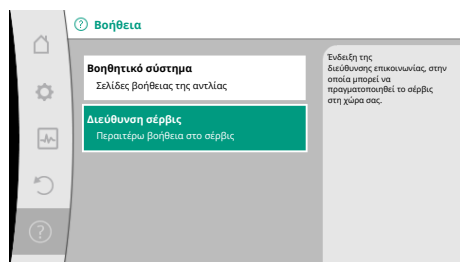 Βοήθεια
Βοηθητικό σύστημα
Σελίδες βοήθειας της αντλίας
Διεύθυνση σέρβις
Περαιτέρω βοήθεια στο σέρβις
Ένδειξη της
διεύθυνσης επικοινωνίας, στην
οποία μπορεί να
πραγματοποιηθεί το σέρβις
στη χώρα σας.